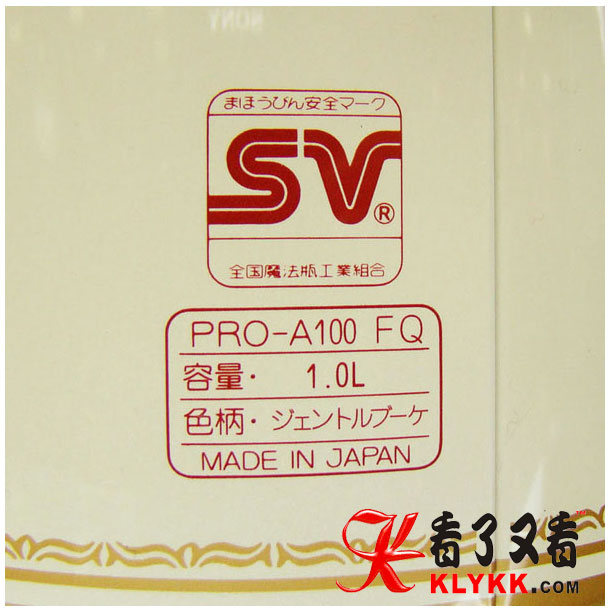 まほうびん安全マーク
SV®
全国魔法瓶工業組合
PRO-A100 FQ
容量・ 1.0L
色柄・ジェントルブーケ
MADE IN JAPAN
看了又看
KLYKK.com